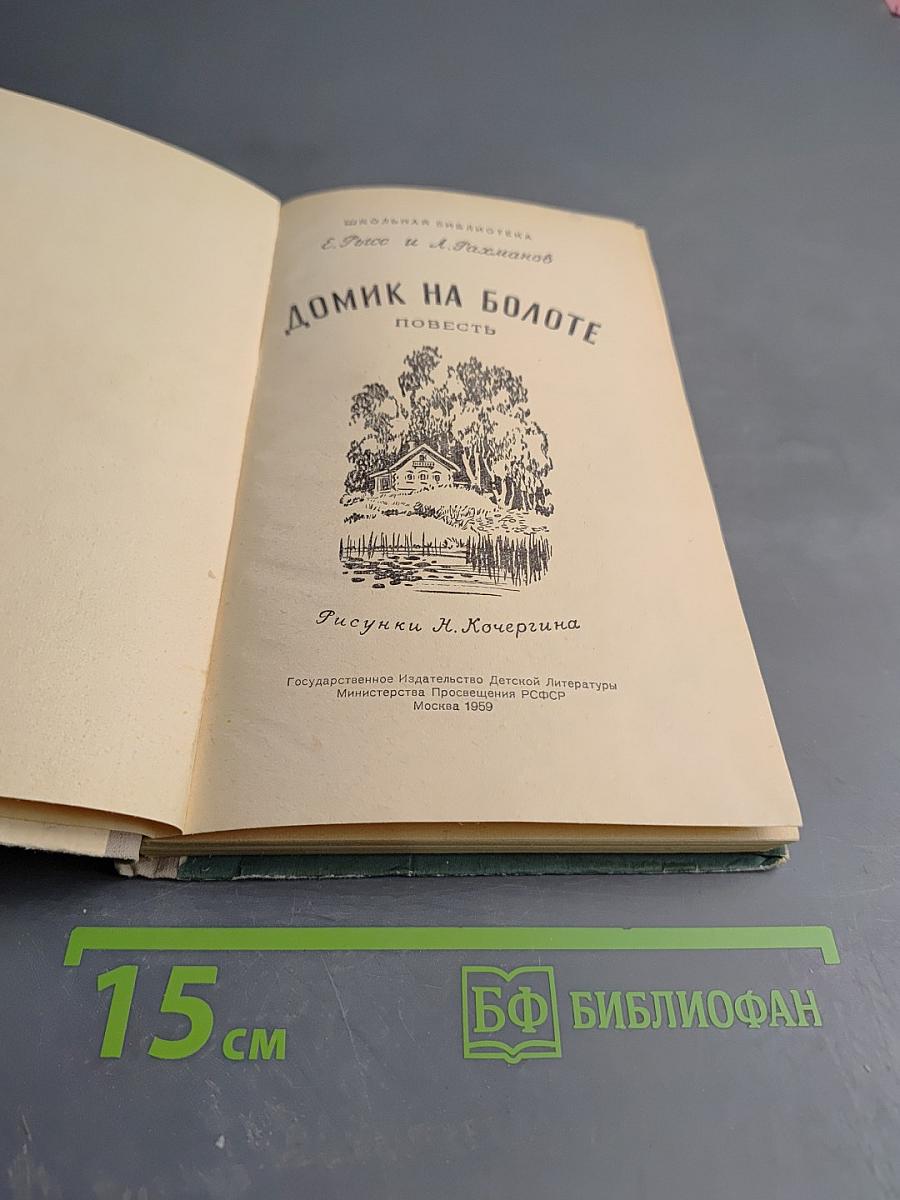 ШКОЛЬНАЯ БИБЛИОТЕКА
Е. Рысс и Л. Рахманов
ДОМИК НА БОЛОТЕ
ПОВЕСТЬ
Рисунки Н. Кочергина
Государственное Издательство Детской Литературы
Министерства Просвещения РСФСР
Москва 1959
15 см
БФ БИБЛИОФАН